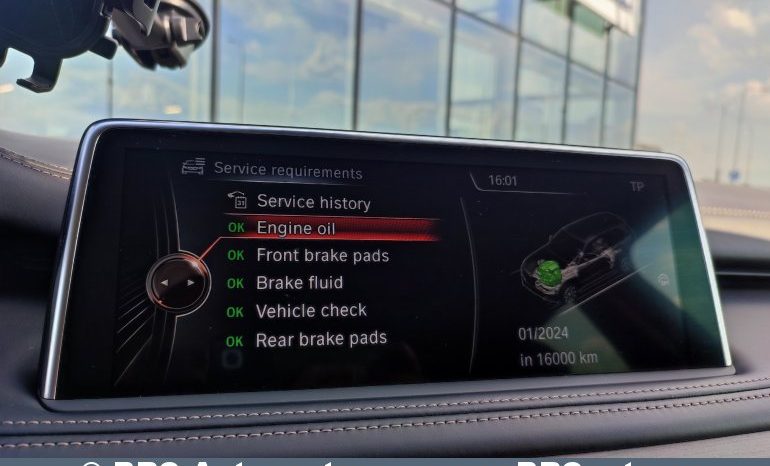 Service requirements
16:01
TP
Service history
OK Engine oil
OK Front brake pads
OK Brake fluid
OK Vehicle check
OK Rear brake pads
01/2024
in 16000 km
31